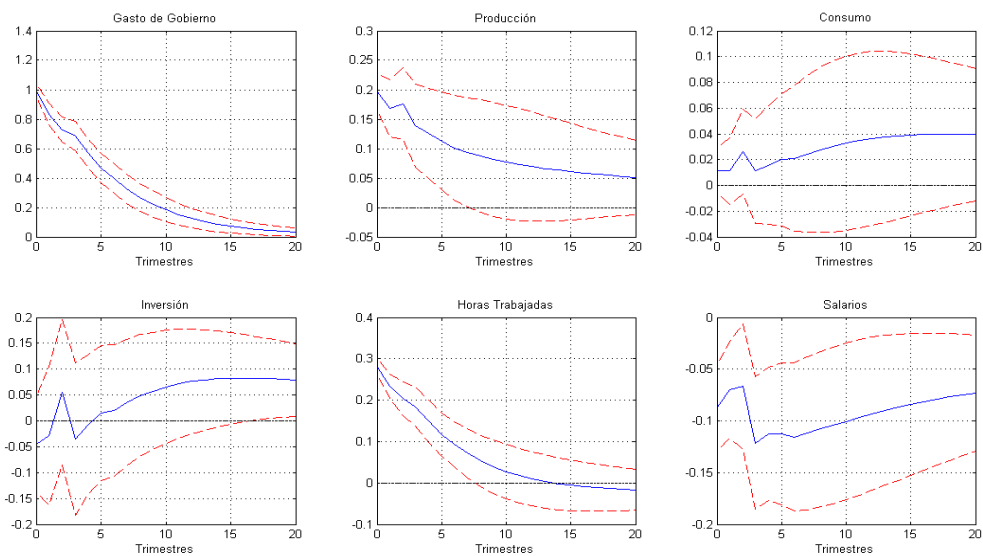 Gasto de Gobierno
1.4
1.2
1
0.8
0.6
0.4
0.2
0
0 5 10 15 20
Trimestres
Producción
0.3
0.25
0.2
0.15
0.1
0.05
0
-0.05
0 5 10 15 20
Trimestres
Consumo
0.12
0.1
0.08
0.06
0.04
0.02
0
-0.02
-0.04
0 5 10 15 20
Trimestres
Inversión
0.2
0.15
0.1
0.05
0
-0.05
-0.1
-0.15
-0.2
0 5 10 15 20
Trimestres
Horas Trabajadas
0.4
0.3
0.2
0.1
0
-0.1
0 5 10 15 20
Trimestres
Salarios
0
-0.05
-0.1
-0.15
-0.2
0 5 10 15 20
Trimestres